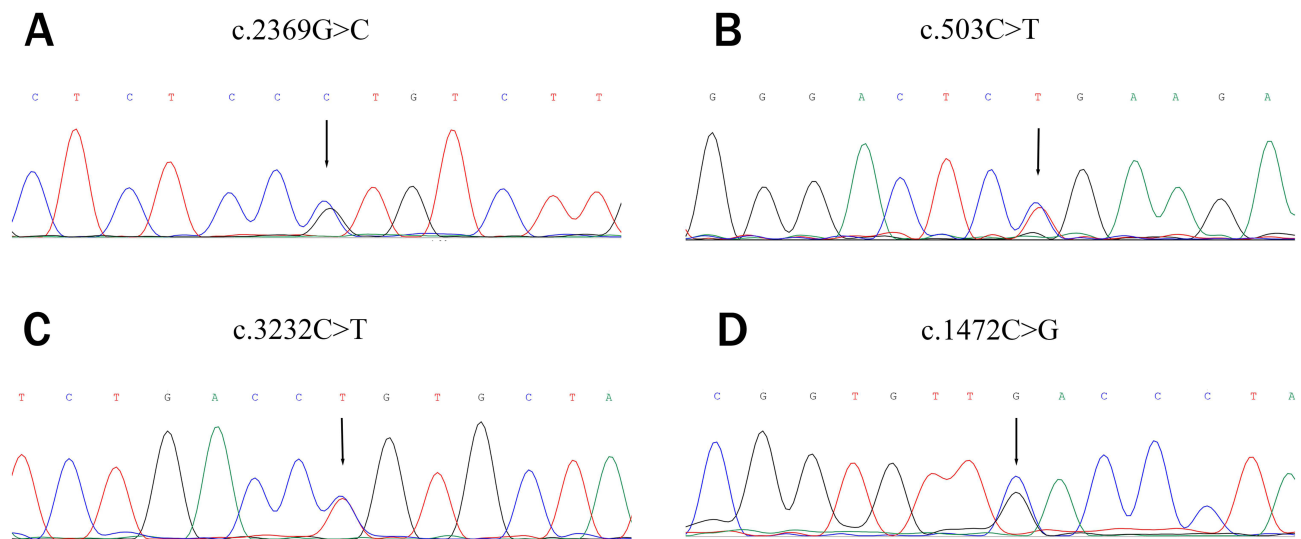 A
c.2369G>C
C T C T C C C T G T C T T
B
c.503C>T
G G G A C T C T G A A G A
C
c.3232C>T
T C T G A C C T G T G C T A
D
c.1472C>G
C G G T G T T G A C C C T A